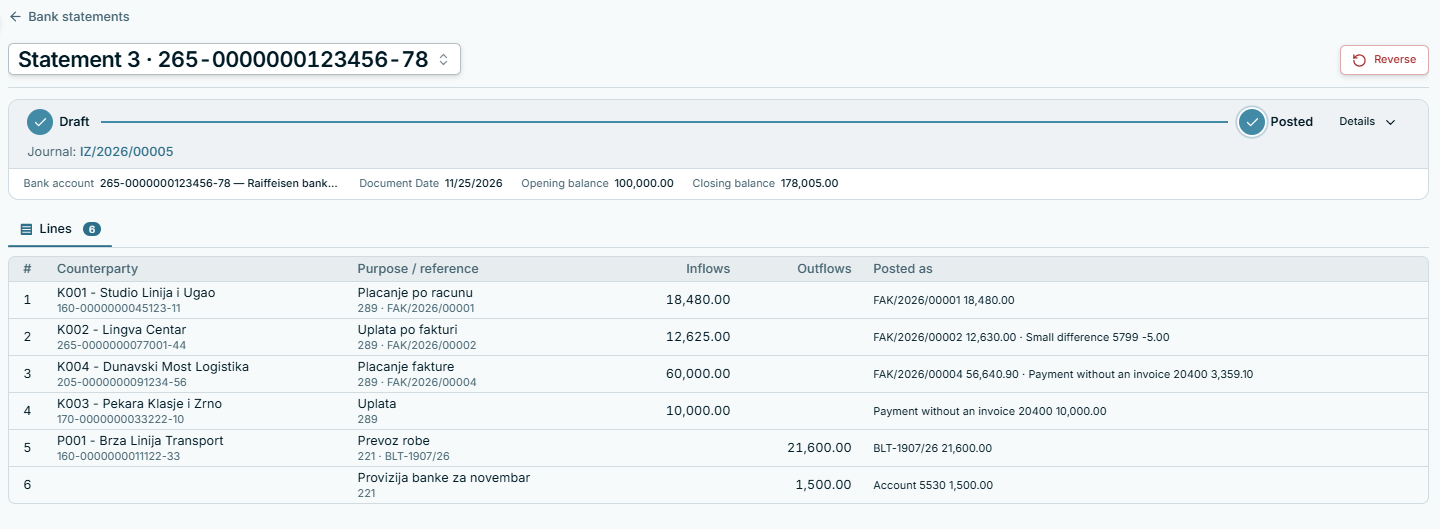 Bank statements
Statement 3 · 265-0000000123456-78
Reverse
Draft
Posted
Details
Journal: IZ/2026/00005
Bank account 265-0000000123456-78 — Raiffeisen bank... Document Date 11/25/2026 Opening balance 100,000.00 Closing balance 178,005.00
Lines 6
# Counterparty Purpose / reference Inflows Outflows Posted as
1 K001 - Studio Linija i Ugao Placanje po racunu 18,480.00 FAK/2026/00001 18,480.00
160-0000000045123-11 289 · FAK/2026/00001
2 K002 - Lingva Centar Uplata po fakturi 12,625.00 FAK/2026/00002 12,630.00 · Small difference 5799 -5.00
265-0000000077001-44 289 · FAK/2026/00002
3 K004 - Dunavski Most Logistika Placanje fakture 60,000.00 FAK/2026/00004 56,640.90 · Payment without an invoice 20400 3,359.10
205-0000000091234-56 289 · FAK/2026/00004
4 K003 - Pekara Klasje i Zrno Uplata 10,000.00 Payment without an invoice 20400 10,000.00
170-0000000033222-10 289
5 P001 - Brza Linija Transport Prevoz robe 21,600.00 BLT-1907/26 21,600.00
160-0000000011122-33 221 · BLT-1907/26
6 Provizija banke za novembar 1,500.00 Account 5530 1,500.00
221